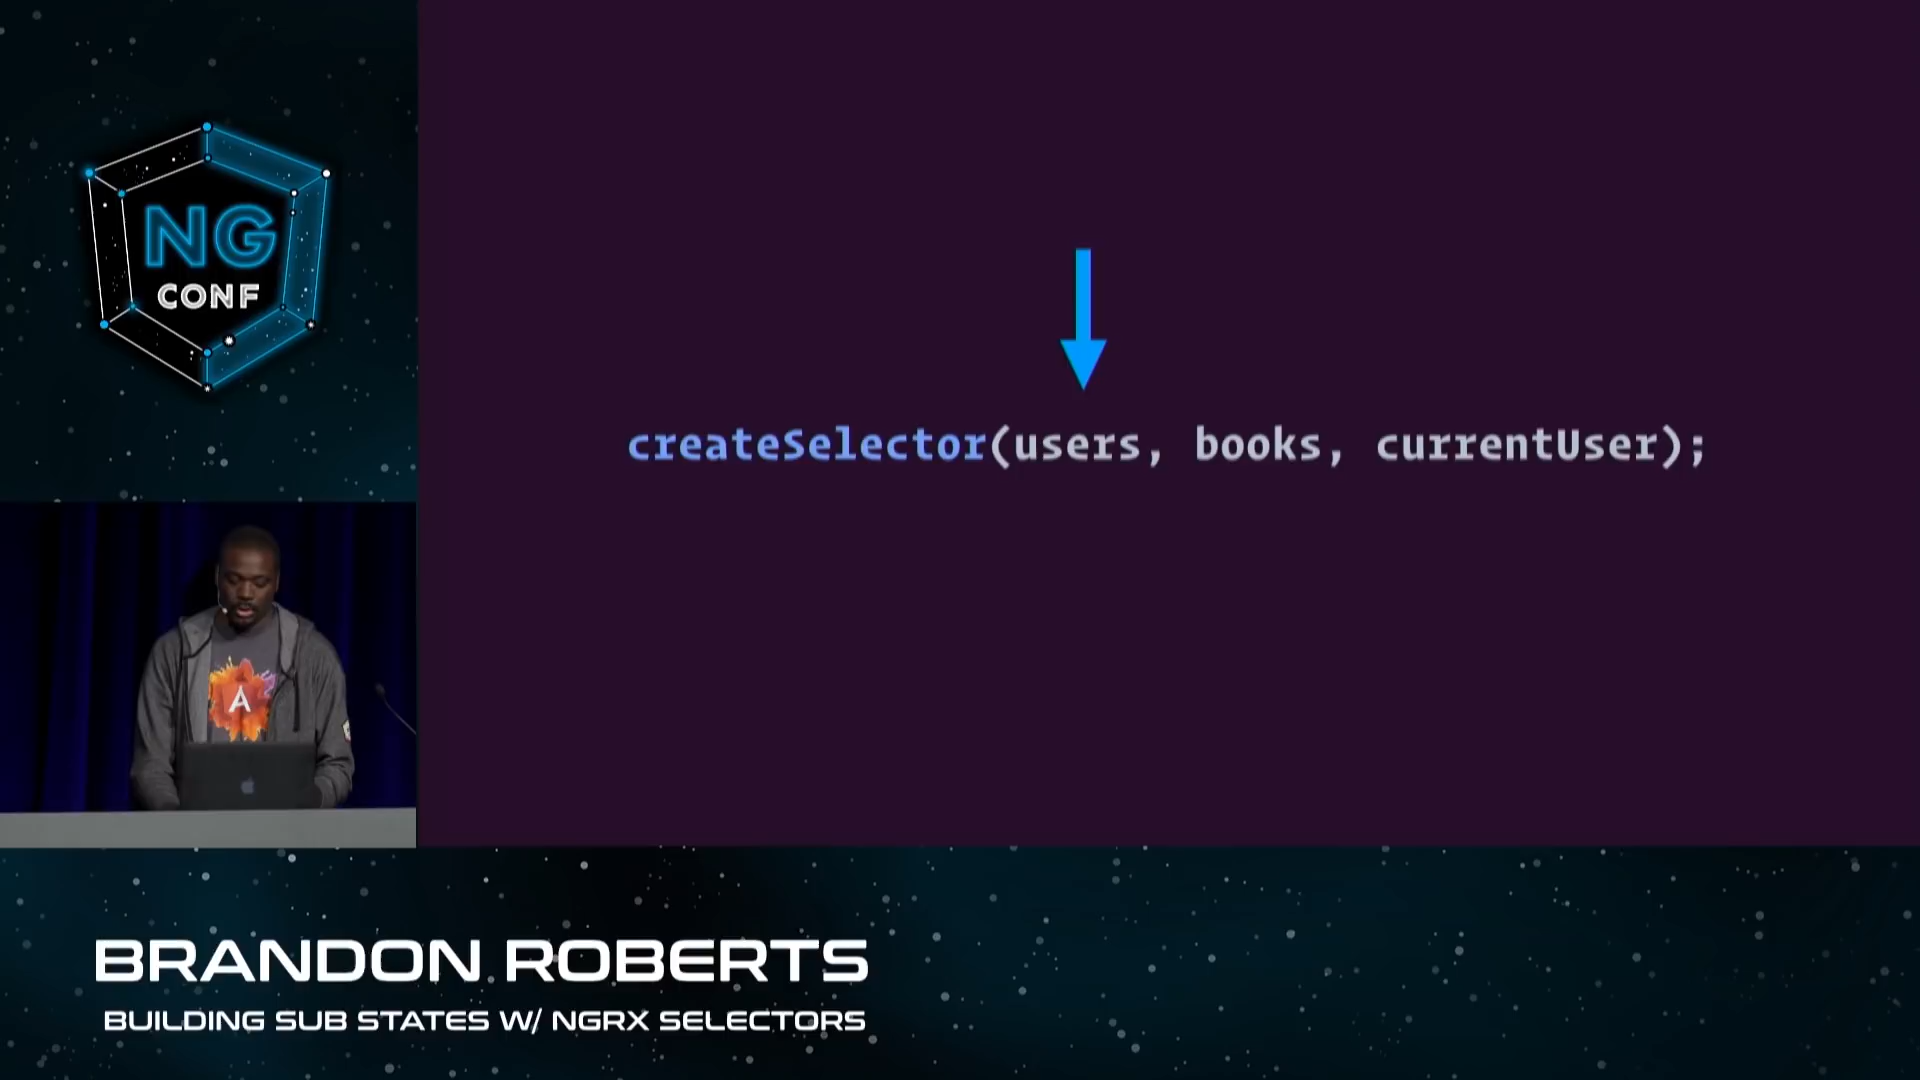 NG
CONF
createSelector(users, books, currentUser);
A
BRANDON ROBERTS
BUILDING SUB STATES W/ NGRX SELECTORS